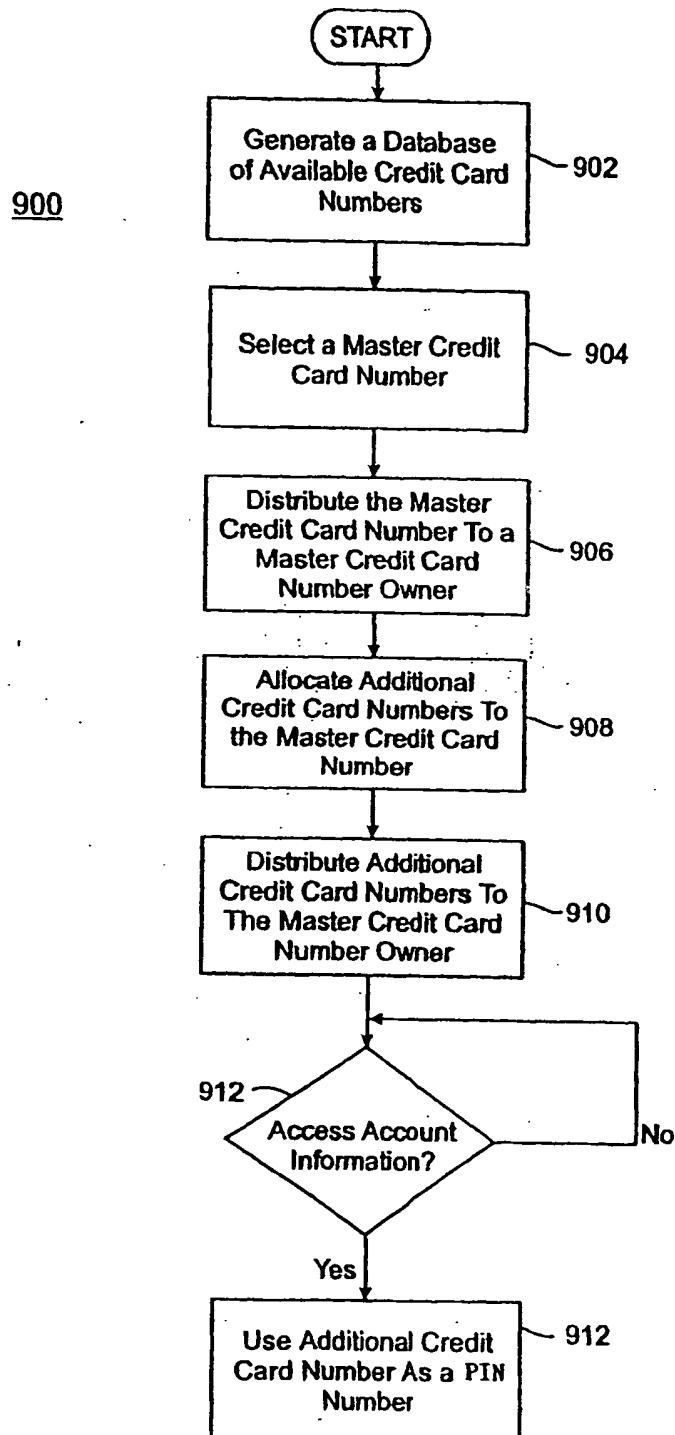 START
Generate a Database
of Available Credit Card
Numbers
902
900
Select a Master Credit
Card Number
904
Distribute the Master
Credit Card Number To a
Master Credit Card
Number Owner
906
Allocate Additional
Credit Card Numbers To
the Master Credit Card
Number
908
Distribute Additional
Credit Card Numbers To
The Master Credit Card
Number Owner
910
912
Access Account
Information?
No
Yes
Use Additional Credit
Card Number As a PIN
Number
912